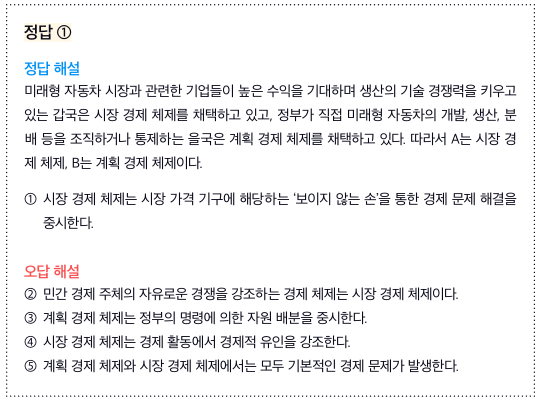 정답 ①
정답 해설
미래형 자동차 시장과 관련한 기업들이 높은 수익을 기대하며 생산의 기술 경쟁력을 키우고
있는 갑국은 시장 경제 체제를 채택하고 있고, 정부가 직접 미래형 자동차의 개발, 생산, 분
배 등을 조직하거나 통제하는 을국은 계획 경제 체제를 채택하고 있다. 따라서 A는 시장 경
제 체제, B는 계획 경제 체제이다.
① 시장 경제 체제는 시장 가격 기구에 해당하는 '보이지 않는 손'을 통한 경제 문제 해결을
중시한다.
오답 해설
② 민간 경제 주체의 자유로운 경쟁을 강조하는 경제 체제는 시장 경제 체제이다.
③ 계획 경제 체제는 정부의 명령에 의한 자원 배분을 중시한다.
④ 시장 경제 체제는 경제 활동에서 경제적 유인을 강조한다.
⑤ 계획 경제 체제와 시장 경제 체제에서는 모두 기본적인 경제 문제가 발생한다.